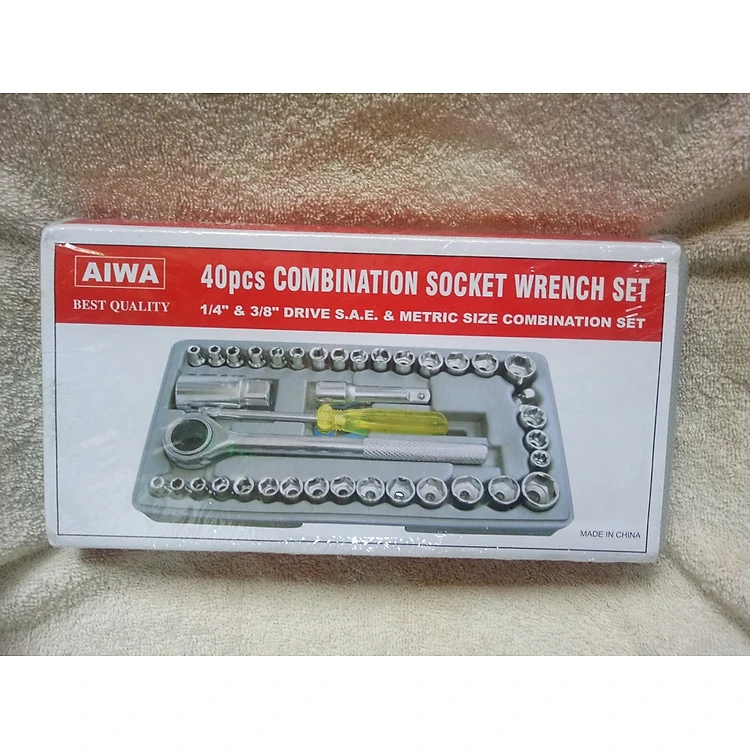 AIWA
BEST QUALITY
40pcs COMBINATION SOCKET WRENCH SET
1/4" & 3/8" DRIVE S.A.E. & METRIC SIZE COMBINATION SET
MADE IN CHINA